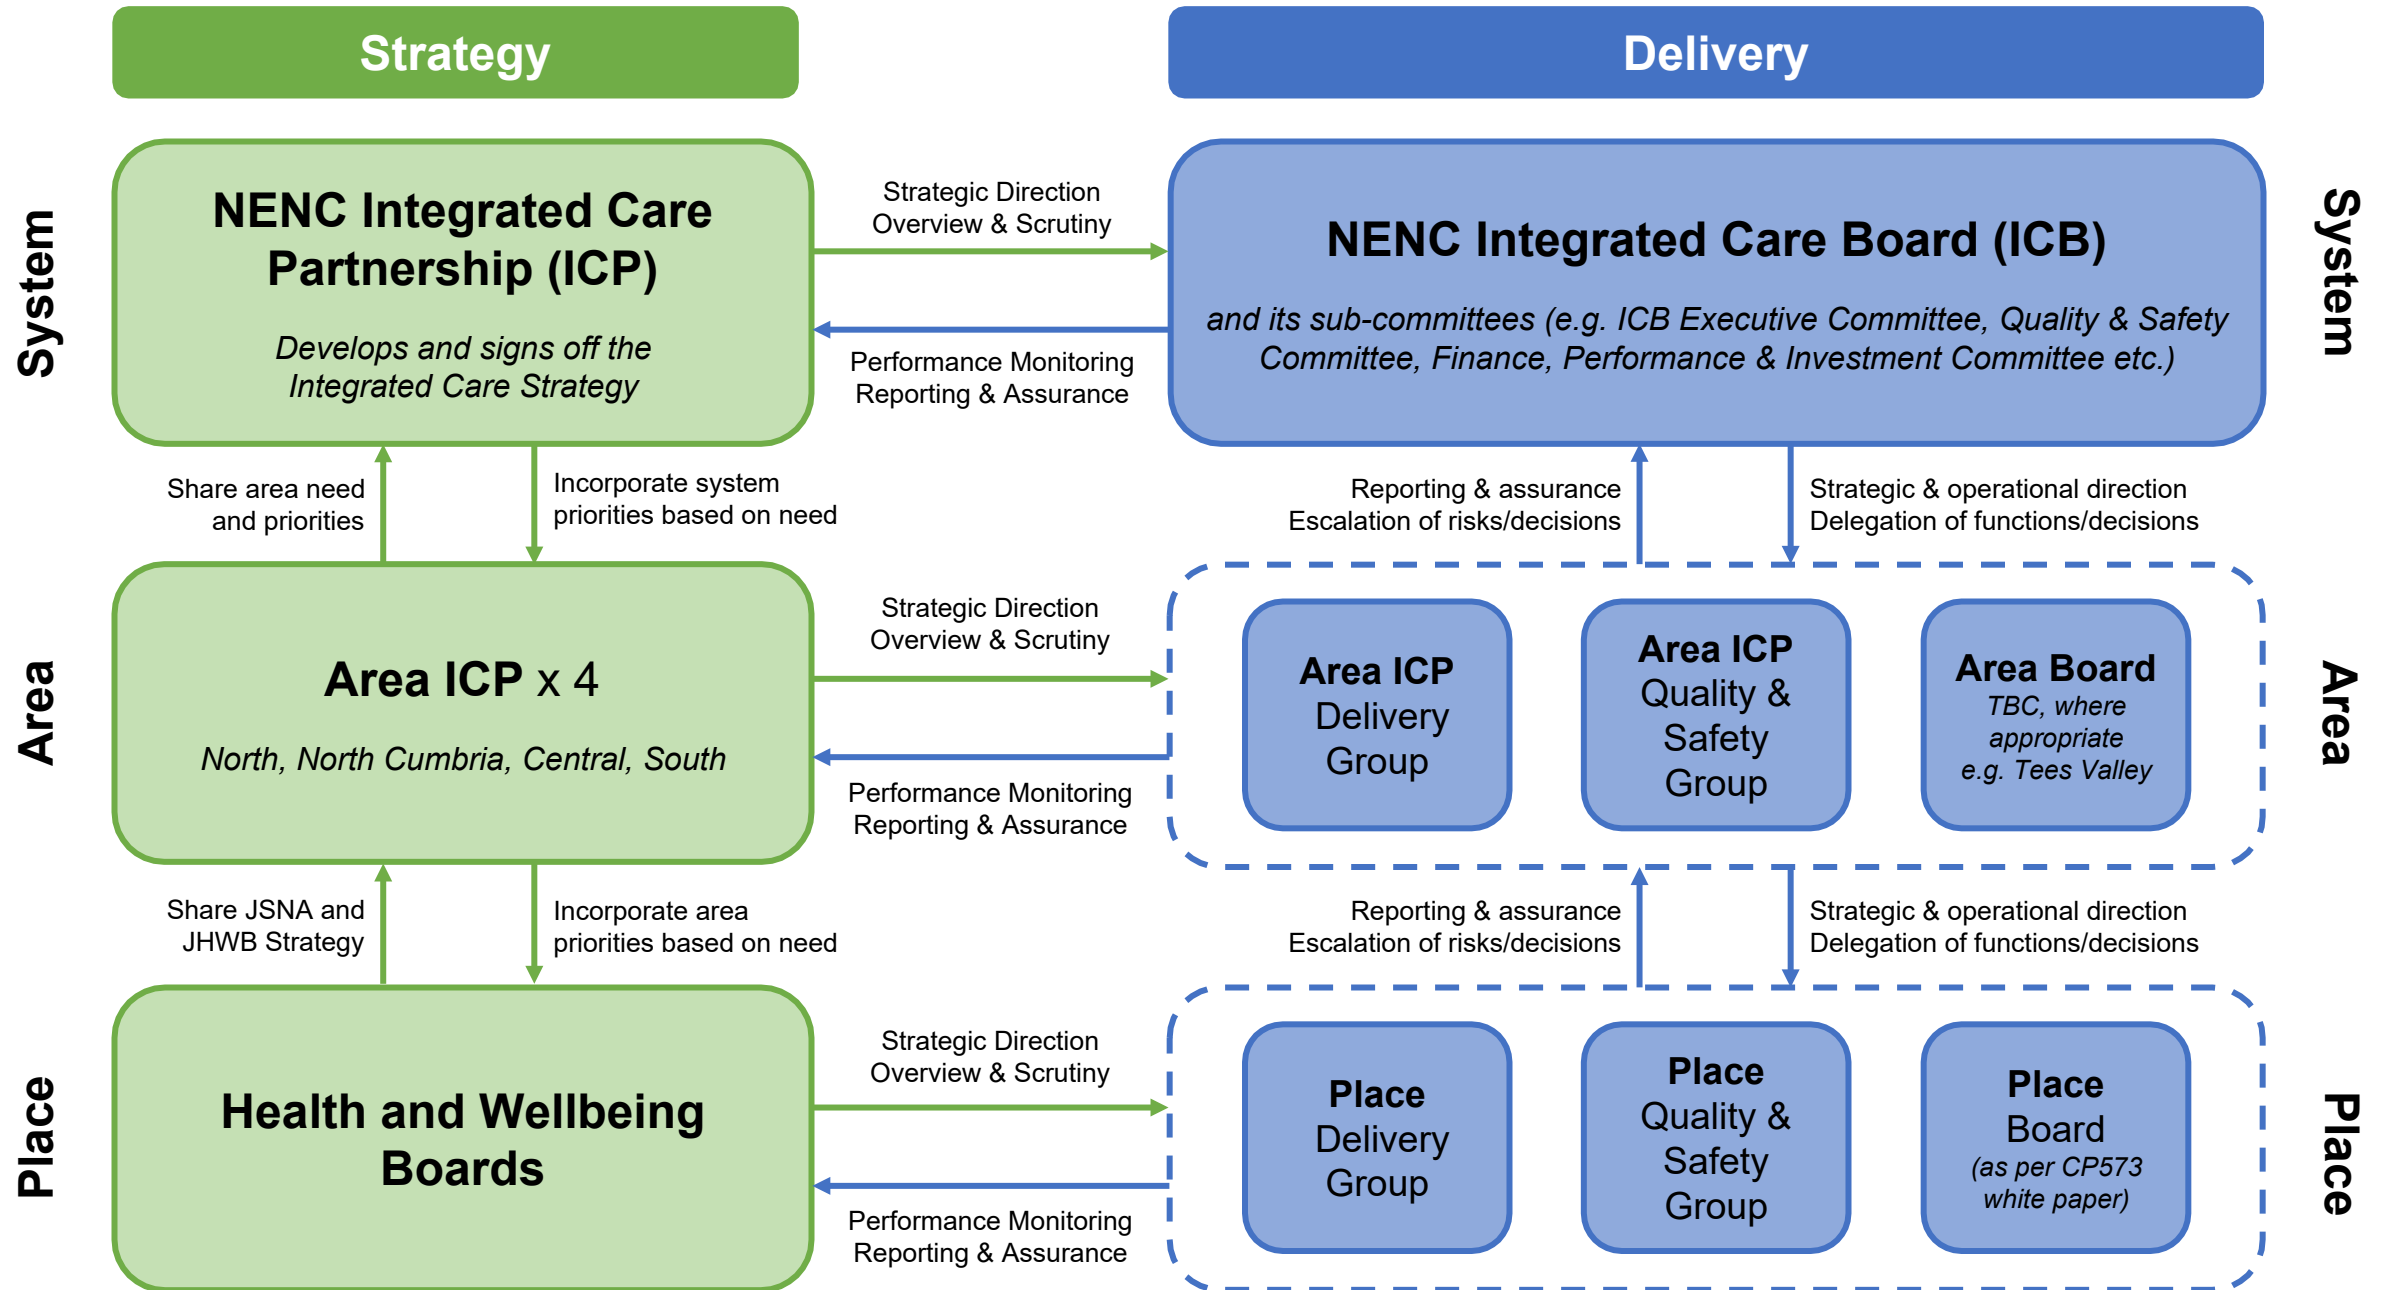 Strategy
Delivery
System
NENC Integrated Care
Partnership (ICP)
Develops and signs off the
Integrated Care Strategy
Strategic Direction
Overview & Scrutiny
Performance Monitoring
Reporting & Assurance
NENC Integrated Care Board (ICB)
and its sub-committees (e.g. ICB Executive Committee, Quality & Safety
Committee, Finance, Performance & Investment Committee etc.)
System
Share area need
and priorities
Incorporate system
priorities based on need
Reporting & assurance
Escalation of risks/decisions
Strategic & operational direction
Delegation of functions/decisions
Area
Area ICP x 4
North, North Cumbria, Central, South
Strategic Direction
Overview & Scrutiny
Performance Monitoring
Reporting & Assurance
Area ICP
Delivery
Group
Area ICP
Quality &
Safety
Group
Area Board
TBC, where
appropriate
e.g. Tees Valley
Area
Share JSNA and
JHWB Strategy
Incorporate area
priorities based on need
Reporting & assurance
Escalation of risks/decisions
Strategic & operational direction
Delegation of functions/decisions
Place
Health and Wellbeing
Boards
Strategic Direction
Overview & Scrutiny
Performance Monitoring
Reporting & Assurance
Place
Delivery
Group
Place
Quality &
Safety
Group
Place
Board
(as per CP573
white paper)
Place